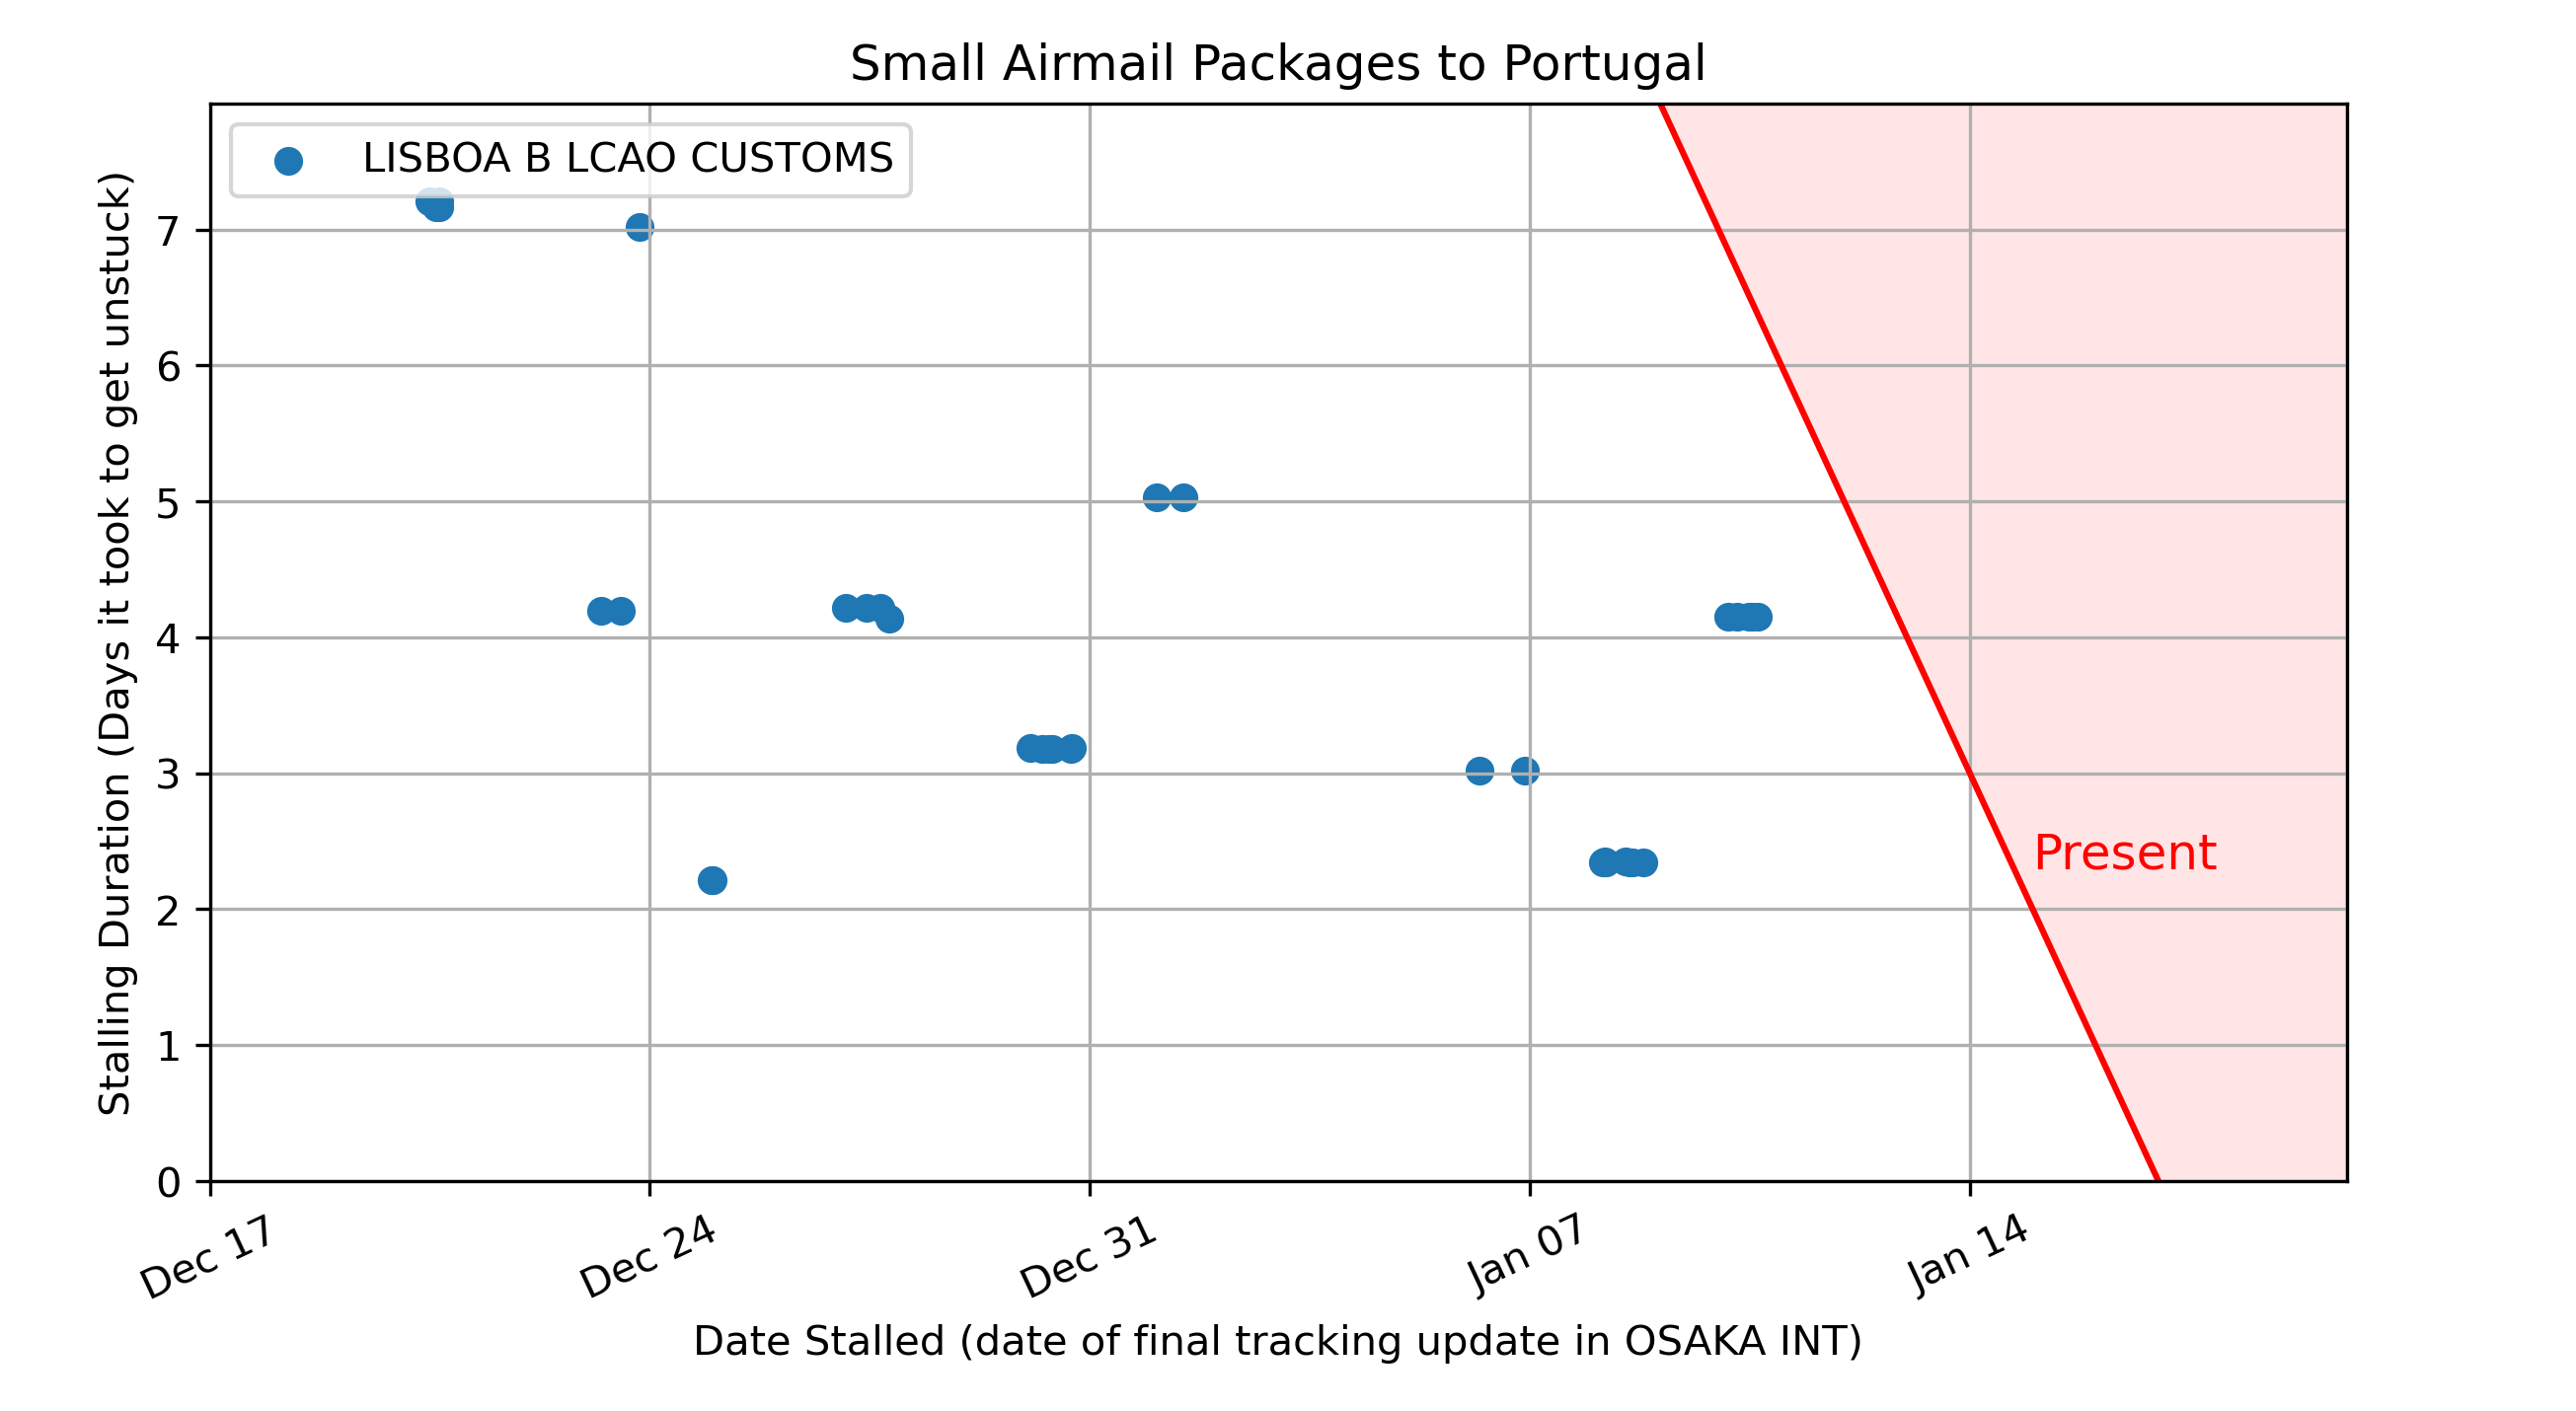 Small Airmail Packages to Portugal
LISBOA B LCAO CUSTOMS
Stalling Duration (Days it took to get unstuck)
7
6
5
4
3
2
1
0
Present
Dec 17
Dec 24
Dec 31
Jan 07
Jan 14
Date Stalled (date of final tracking update in OSAKA INT)